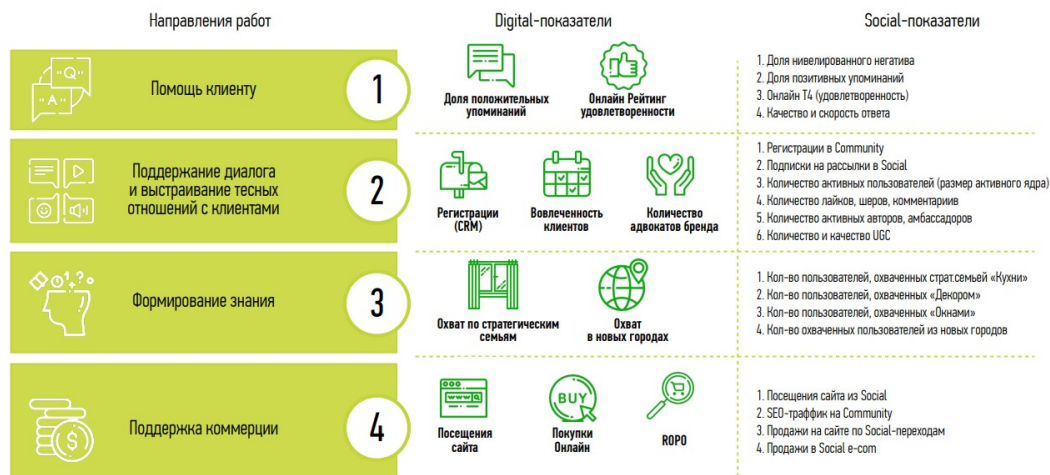 Направления работ
Digital-показатели
Social-показатели
"Q"
"A"
Помощь клиенту
1
Доля положительных
упоминаний
Онлайн Рейтинг
удовлетворенности
1. Доля нивелированного негатива
2. Доля позитивных упоминаний
3. Онлайн Т4 (удовлетворенность)
4. Качество и скорость ответа
Поддержание диалога
и выстраивание тесных
отношений с клиентами
2
Регистрации
(CRM)
Вовлеченность
клиентов
Количество
адвокатов бренда
1. Регистрации в Community
2. Подписки на рассылки в Social
3. Количество активных пользователей (размер активного ядра)
4. Количество лайков, шеров, комментариив
5. Количество активных авторов, амбассадоров
6. Количество и качество UGC
Формирование знания
3
Охват по стратегическим
семьям
Охват
в новых городах
1. Кол-во пользователей, охваченных страт.семьей «Кухни»
2. Кол-во пользователей, охваченных «Декором»
3. Кол-во пользователей, охваченных «Окнами»
4. Кол-во охваченных пользователей из новых городов
Поддержка коммерции
4
www
Посещения
сайта
BUY
Покупки
Онлайн
ROPO
1. Посещения сайта из Social
2. SEO-траффик на Community
3. Продажи на сайте по Social-переходам
4. Продажи в Social e-com